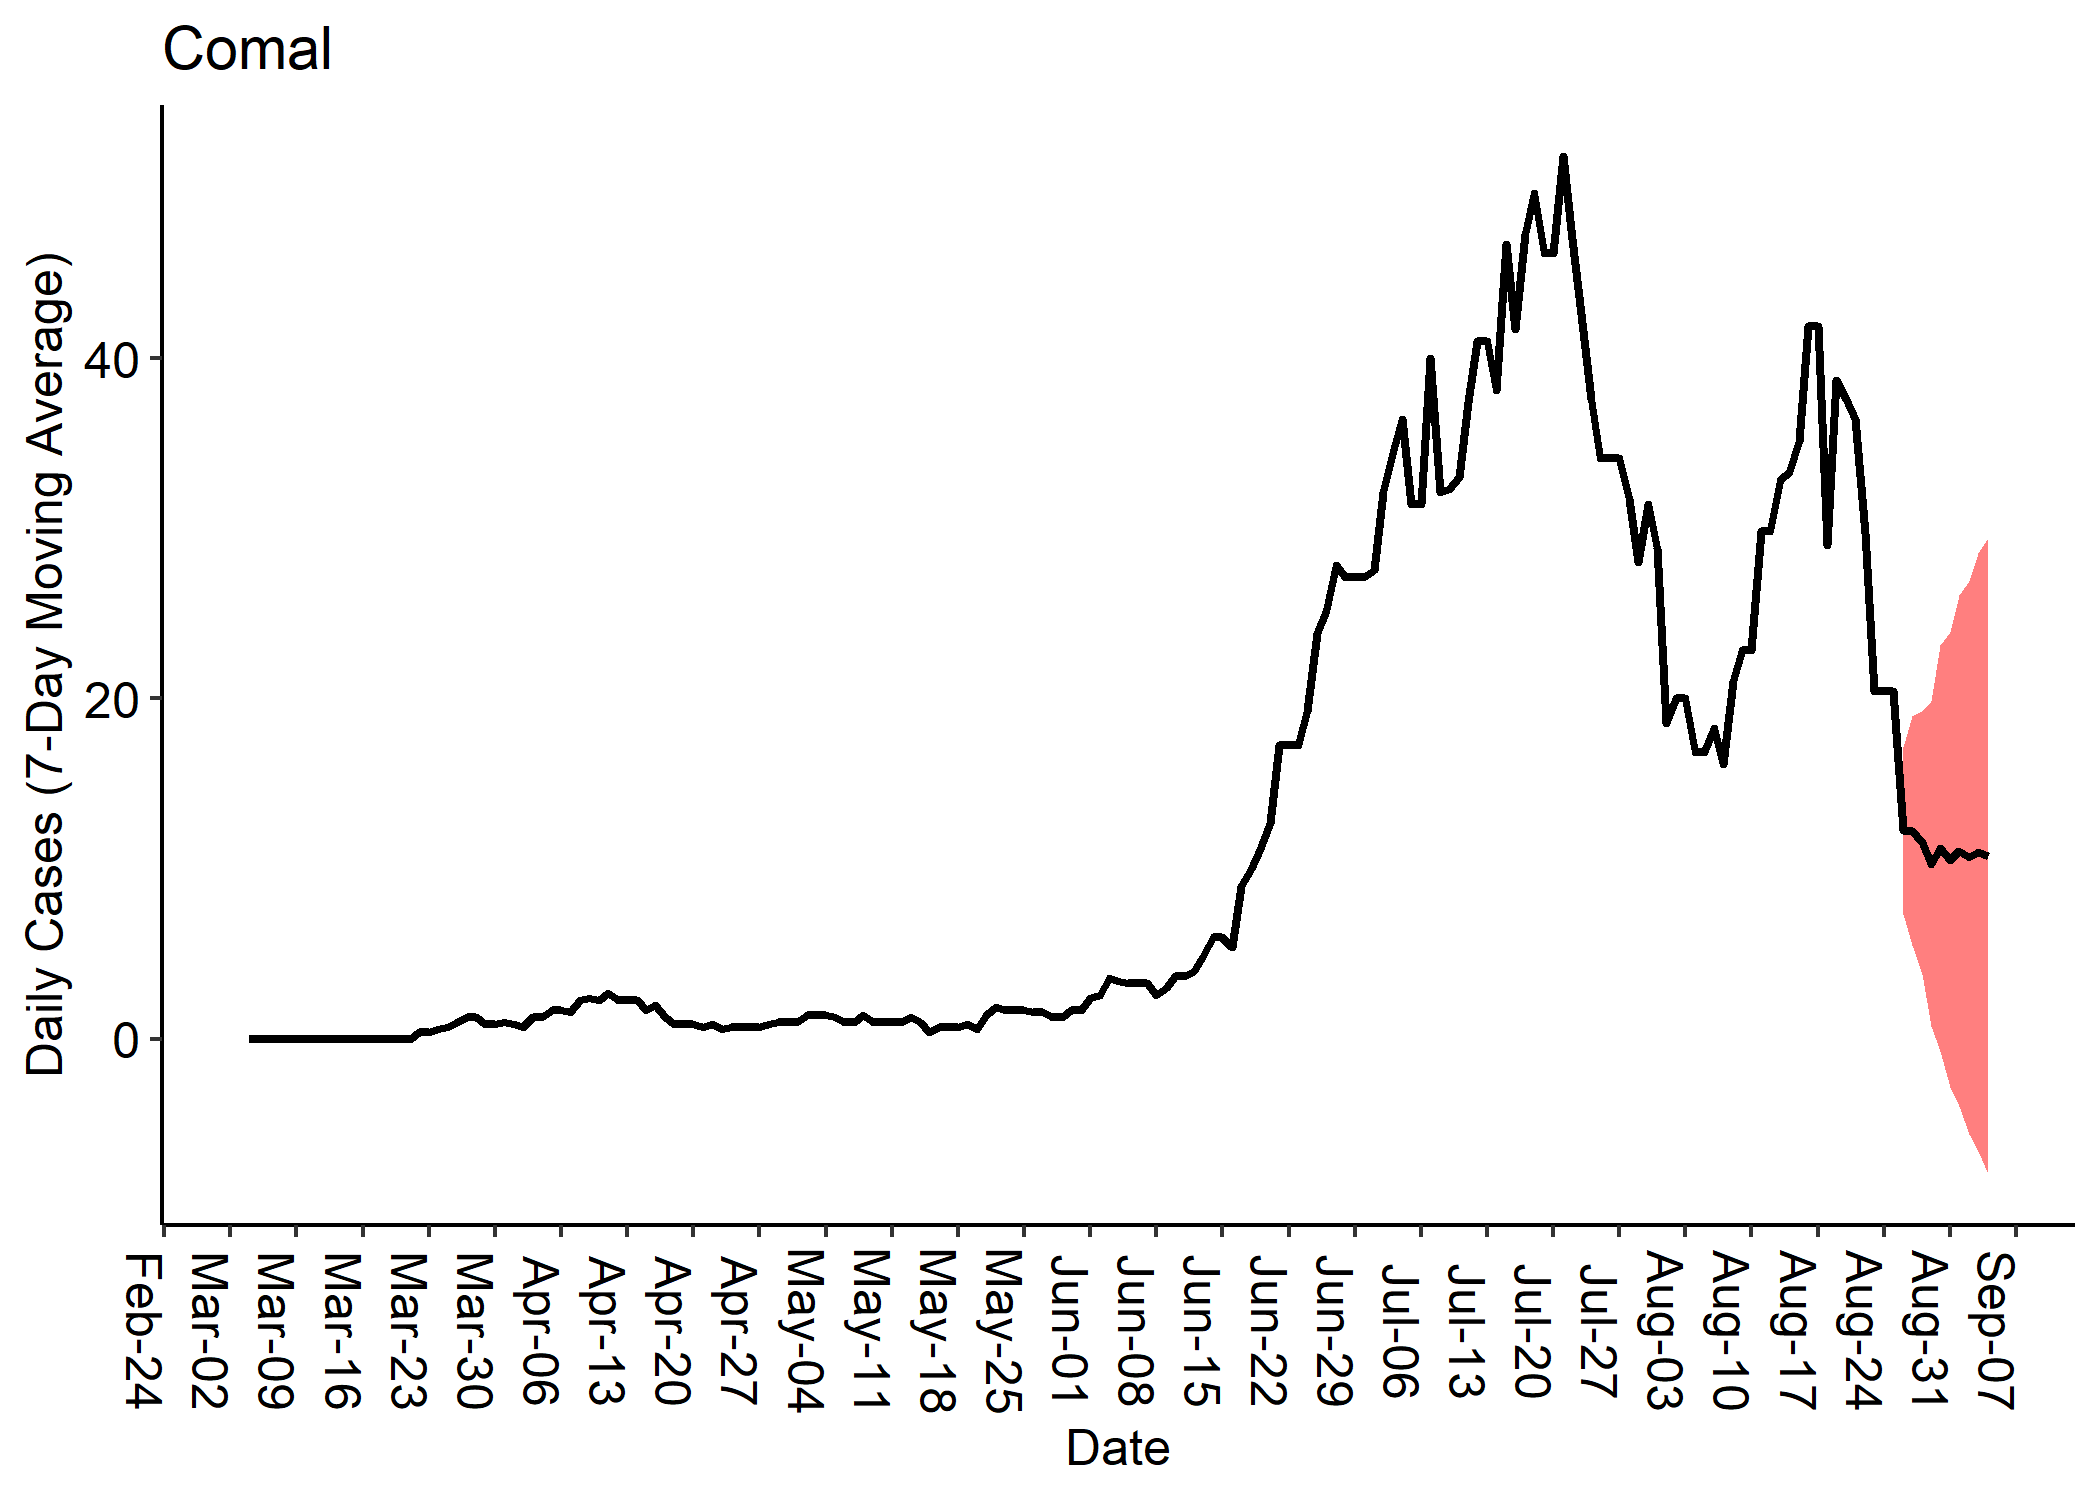 Comal
Daily Cases (7-Day Moving Average)
40
20
0
Feb-24
Mar-02
Mar-09
Mar-16
Mar-23
Mar-30
Apr-06
Apr-13
Apr-20
Apr-27
May-04
May-11
May-18
May-25
Jun-01
Jun-08
Jun-15
Jun-22
Jun-29
Jul-06
Jul-13
Jul-20
Jul-27
Aug-03
Aug-10
Aug-17
Aug-24
Aug-31
Sep-07
Date